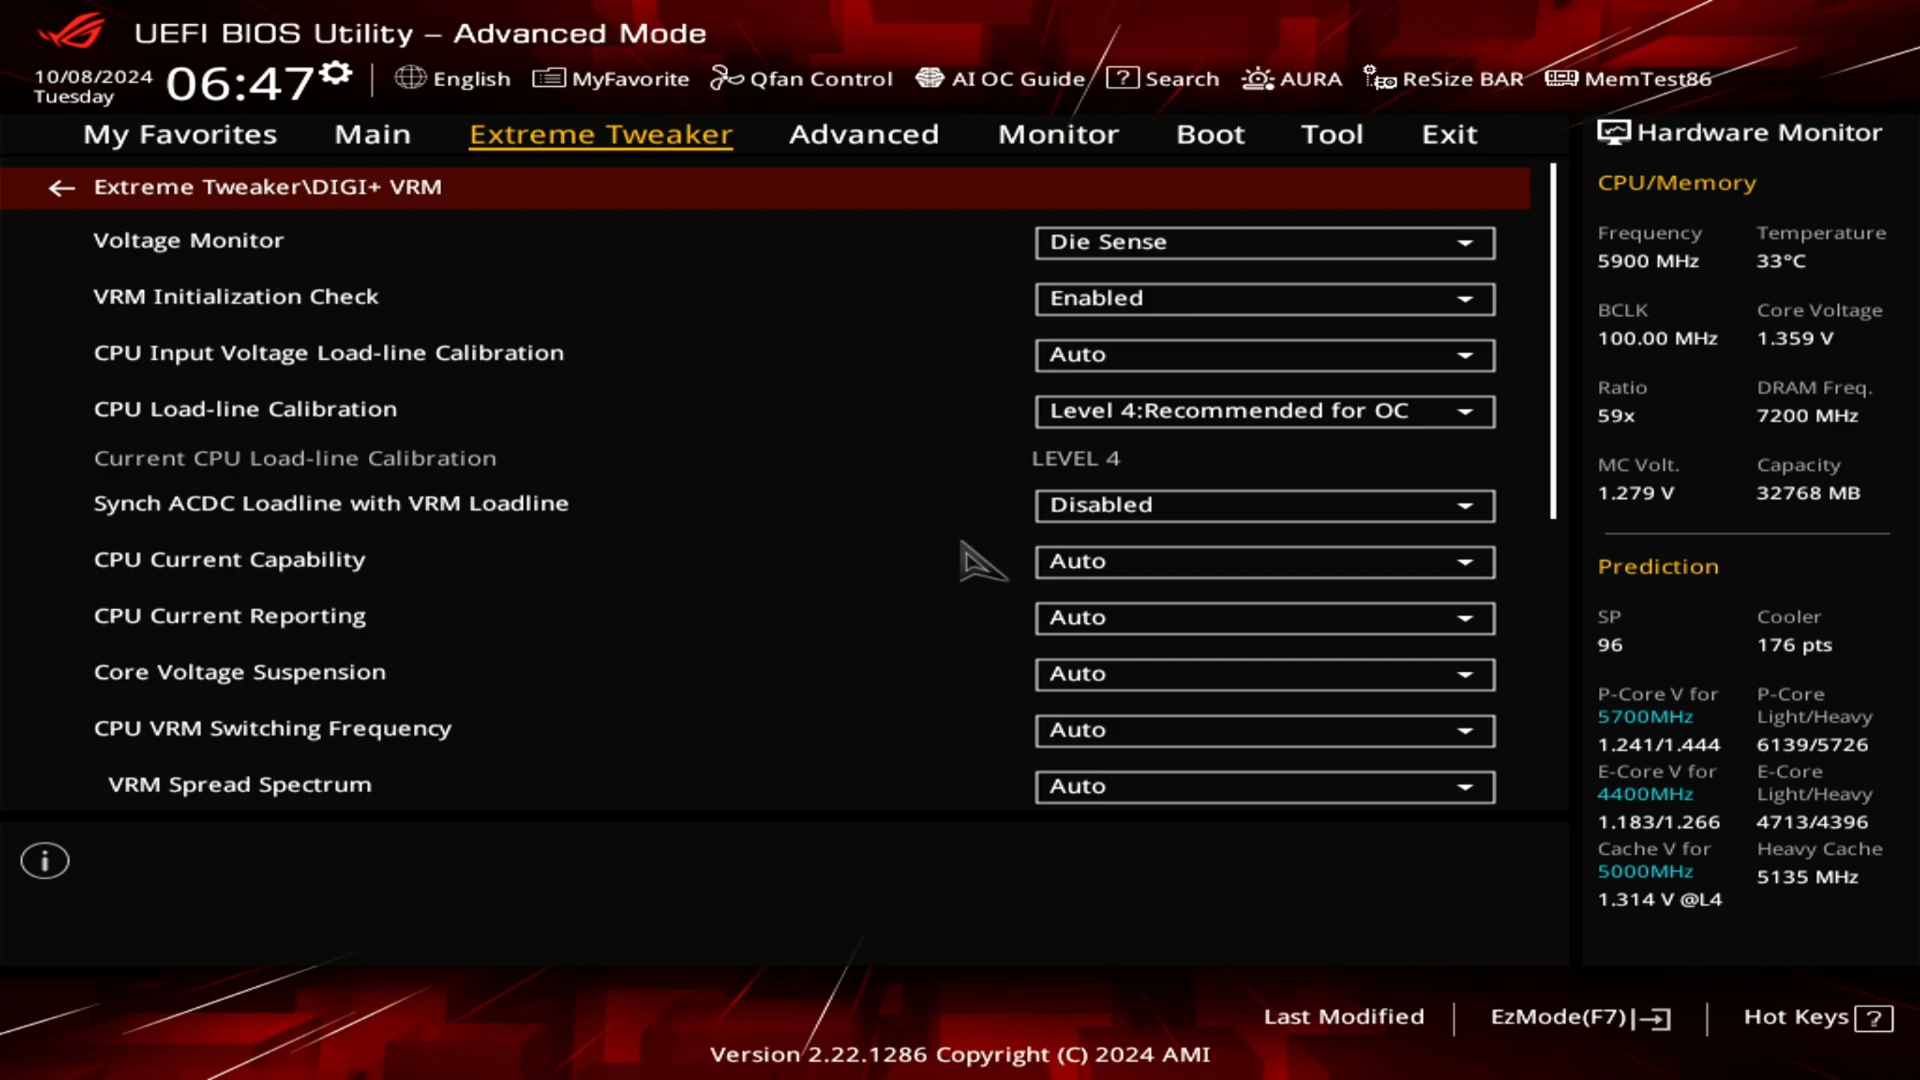 UEFI BIOS Utility – Advanced Mode
10/08/2024
Tuesday
06:47
English
MyFavorite
Qfan Control
AI OC Guide
? Search
AURA
ReSize BAR
MemTest86
My Favorites
Main
Extreme Tweaker
Advanced
Monitor
Boot
Tool
Exit
Extreme Tweaker\DIGI+ VRM
Voltage Monitor
Die Sense
VRM Initialization Check
Enabled
CPU Input Voltage Load-line Calibration
Auto
CPU Load-line Calibration
Level 4:Recommended for OC
Current CPU Load-line Calibration
LEVEL 4
Synch ACDC Loadline with VRM Loadline
Disabled
CPU Current Capability
Auto
CPU Current Reporting
Auto
Core Voltage Suspension
Auto
CPU VRM Switching Frequency
Auto
VRM Spread Spectrum
Auto
i
Hardware Monitor
CPU/Memory
Frequency
Temperature
5900 MHz
33°C
BCLK
Core Voltage
100.00 MHz
1.359 V
Ratio
DRAM Freq.
59x
7200 MHz
MC Volt.
Capacity
1.279 V
32768 MB
Prediction
SP
Cooler
96
176 pts
P-Core V for
P-Core
5700MHz
Light/Heavy
1.241/1.444
6139/5726
E-Core V for
E-Core
4400MHz
Light/Heavy
1.183/1.266
4713/4396
Cache V for
Heavy Cache
5000MHz
5135 MHz
1.314 V @L4
Last Modified
EzMode(F7)
Hot Keys ?
Version 2.22.1286 Copyright (C) 2024 AMI